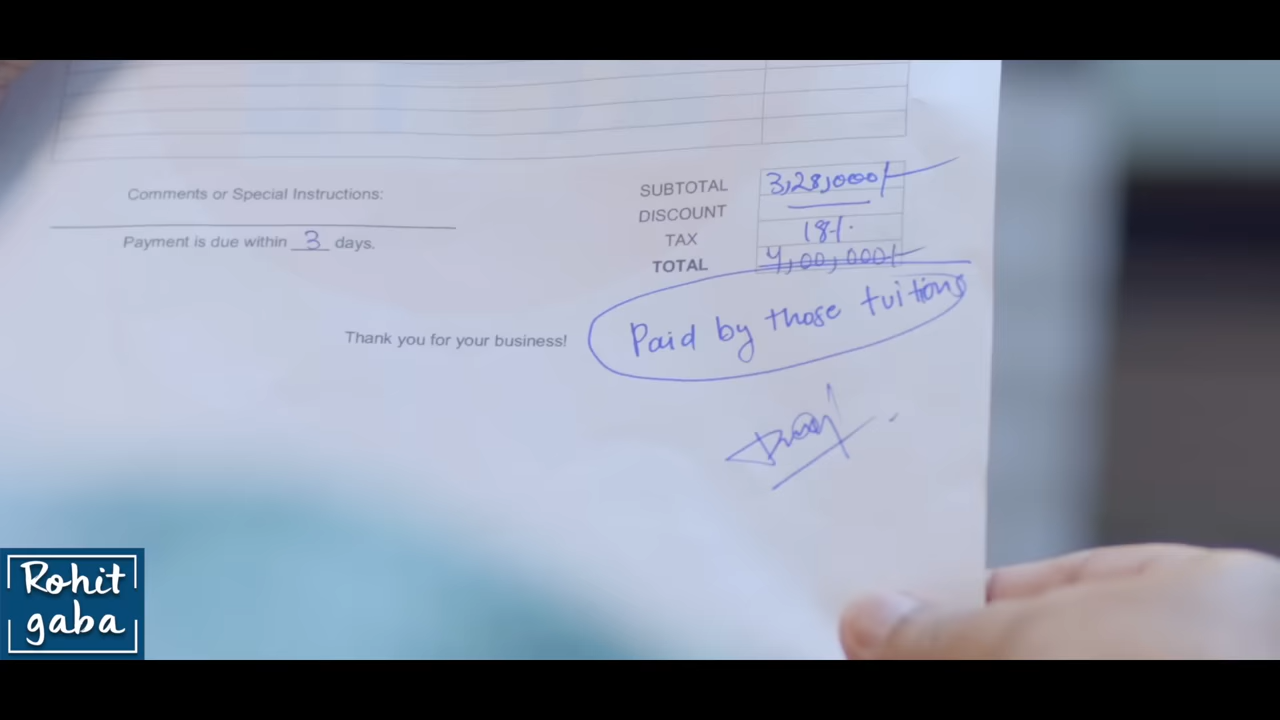 Comments or Special Instructions:
Payment is due within 3 days.
SUBTOTAL 3,28,000/-
DISCOUNT
TAX 18%
TOTAL 4,00,000/-
Thank you for your business!
Paid by those tuitions
Rohit
gaba